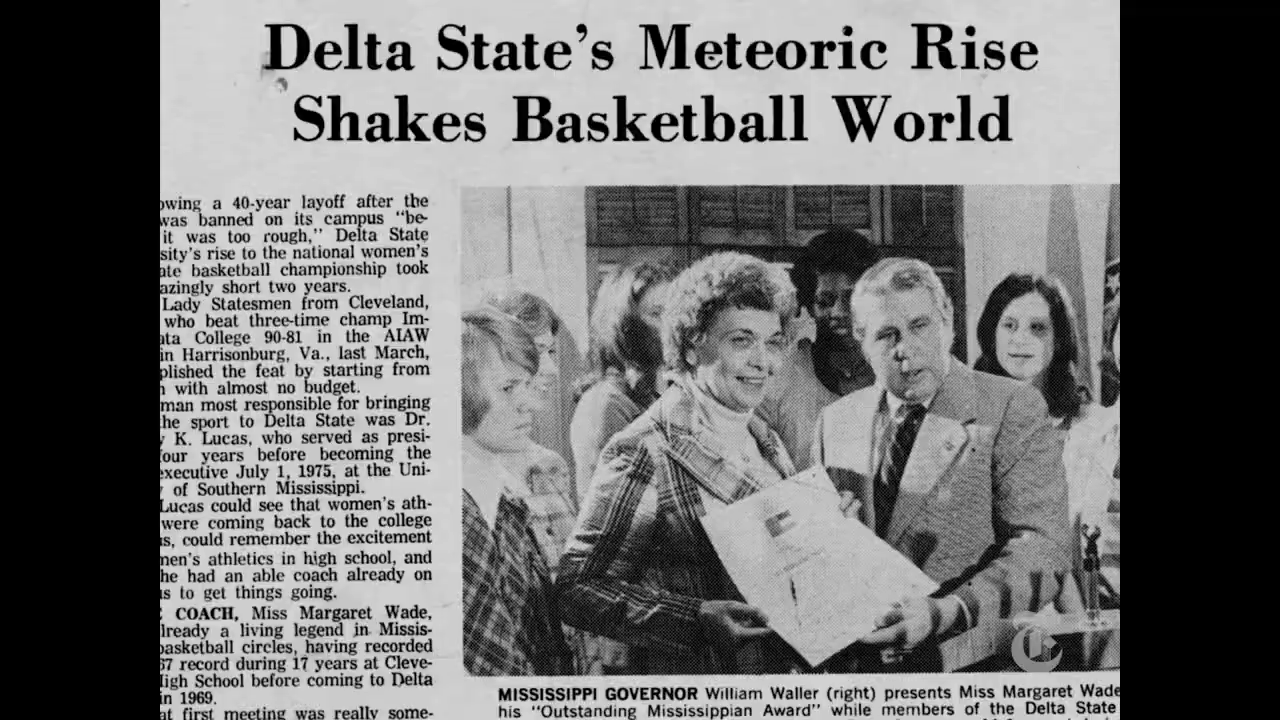 Delta State's Meteoric Rise
Shakes Basketball World
owing a 40-year layoff after the
was banned on its campus "be-
it was too rough," Delta State
sity's rise to the national women's
ate basketball championship took
azingly short two years.
Lady Statesmen from Cleveland,
who beat three-time champ Im-
ata College 90-81 in the AIAW
in Harrisonburg, Va., last March,
plished the feat by starting from
h with almost no budget.
man most responsible for bringing
the sport to Delta State was Dr.
K. Lucas, who served as presi-
four years before becoming the
executive July 1, 1975, at the Uni-
of Southern Mississippi.
Lucas could see that women's ath-
were coming back to the college
s, could remember the excitement
men's athletics in high school, and
he had an able coach already on
s to get things going.
COACH, Miss Margaret Wade,
lready a living legend in Missis-
basketball circles, having recorded
67 record during 17 years at Cleve-
High School before coming to Delta
in 1969.
at first meeting was really some-
MISSISSIPPI GOVERNOR William Waller (right) presents Miss Margaret Wade
his "Outstanding Mississippian Award" while members of the Delta State